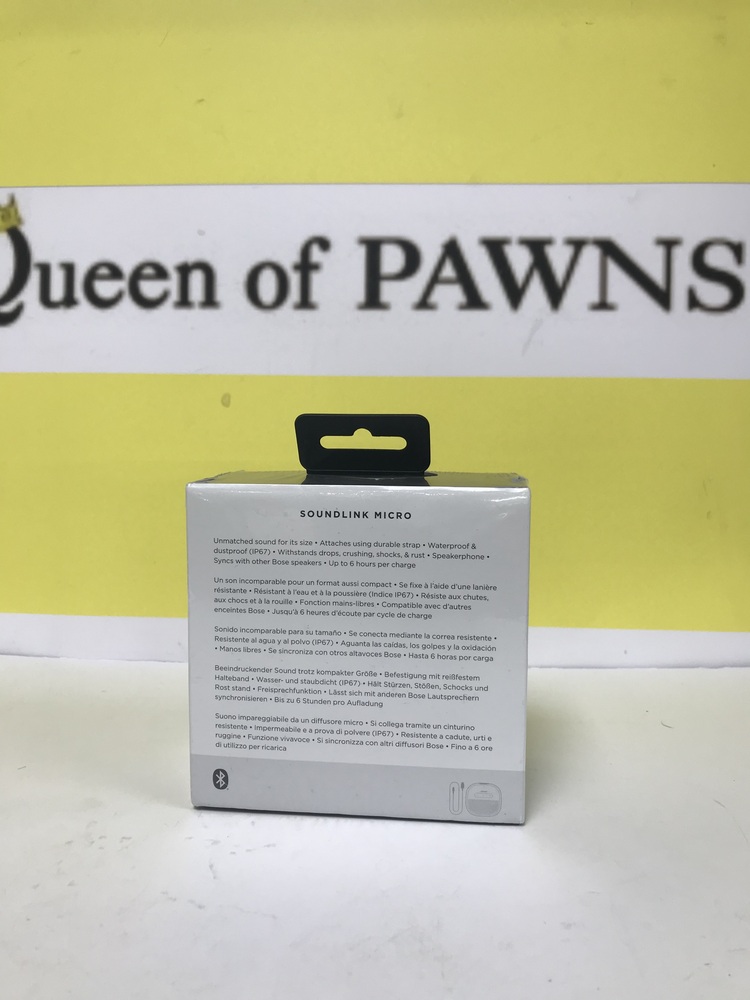 Queen of PAWNS
SOUNDLINK MICRO
Unmatched sound for its size • Attaches using durable strap • Waterproof &
dustproof (IP67) • Withstands drops, crushing, shocks, & rust • Speakerphone •
Syncs with other Bose speakers • Up to 6 hours per charge
Un son incomparable pour un format aussi compact • Se fixe à l'aide d'une lanière
résistante • Résistant à l'eau et à la poussière (Indice IP67) • Résiste aux chutes,
aux chocs et à la rouille • Fonction mains-libres • Compatible avec d'autres
enceintes Bose • Jusqu'à 6 heures d'écoute par cycle de charge
Sonido incomparable para su tamaño • Se conecta mediante la correa resistente •
Resistente al agua y al polvo (IP67) • Aguanta las caídas, los golpes y la oxidación
• Manos libres • Se sincroniza con otros altavoces Bose • Hasta 6 horas por carga
Beeindruckender Sound trotz kompakter Größe • Befestigung mit reißfestem
Halteband • Wasser- und staubdicht (IP67) • Hält Stürzen, Stößen, Schocks und
Rost stand • Freisprechfunktion • Lässt sich mit anderen Bose Lautsprechern
synchronisieren • Bis zu 6 Stunden pro Aufladung
Suono impareggiabile da un diffusore micro • Si collega tramite un cinturino
resistente • Impermeabile e a prova di polvere (IP67) • Resistente a cadute, urti e
ruggine • Funzione vivavoce • Si sincronizza con altri diffusori Bose • Fino a 6 ore
di utilizzo per ricarica